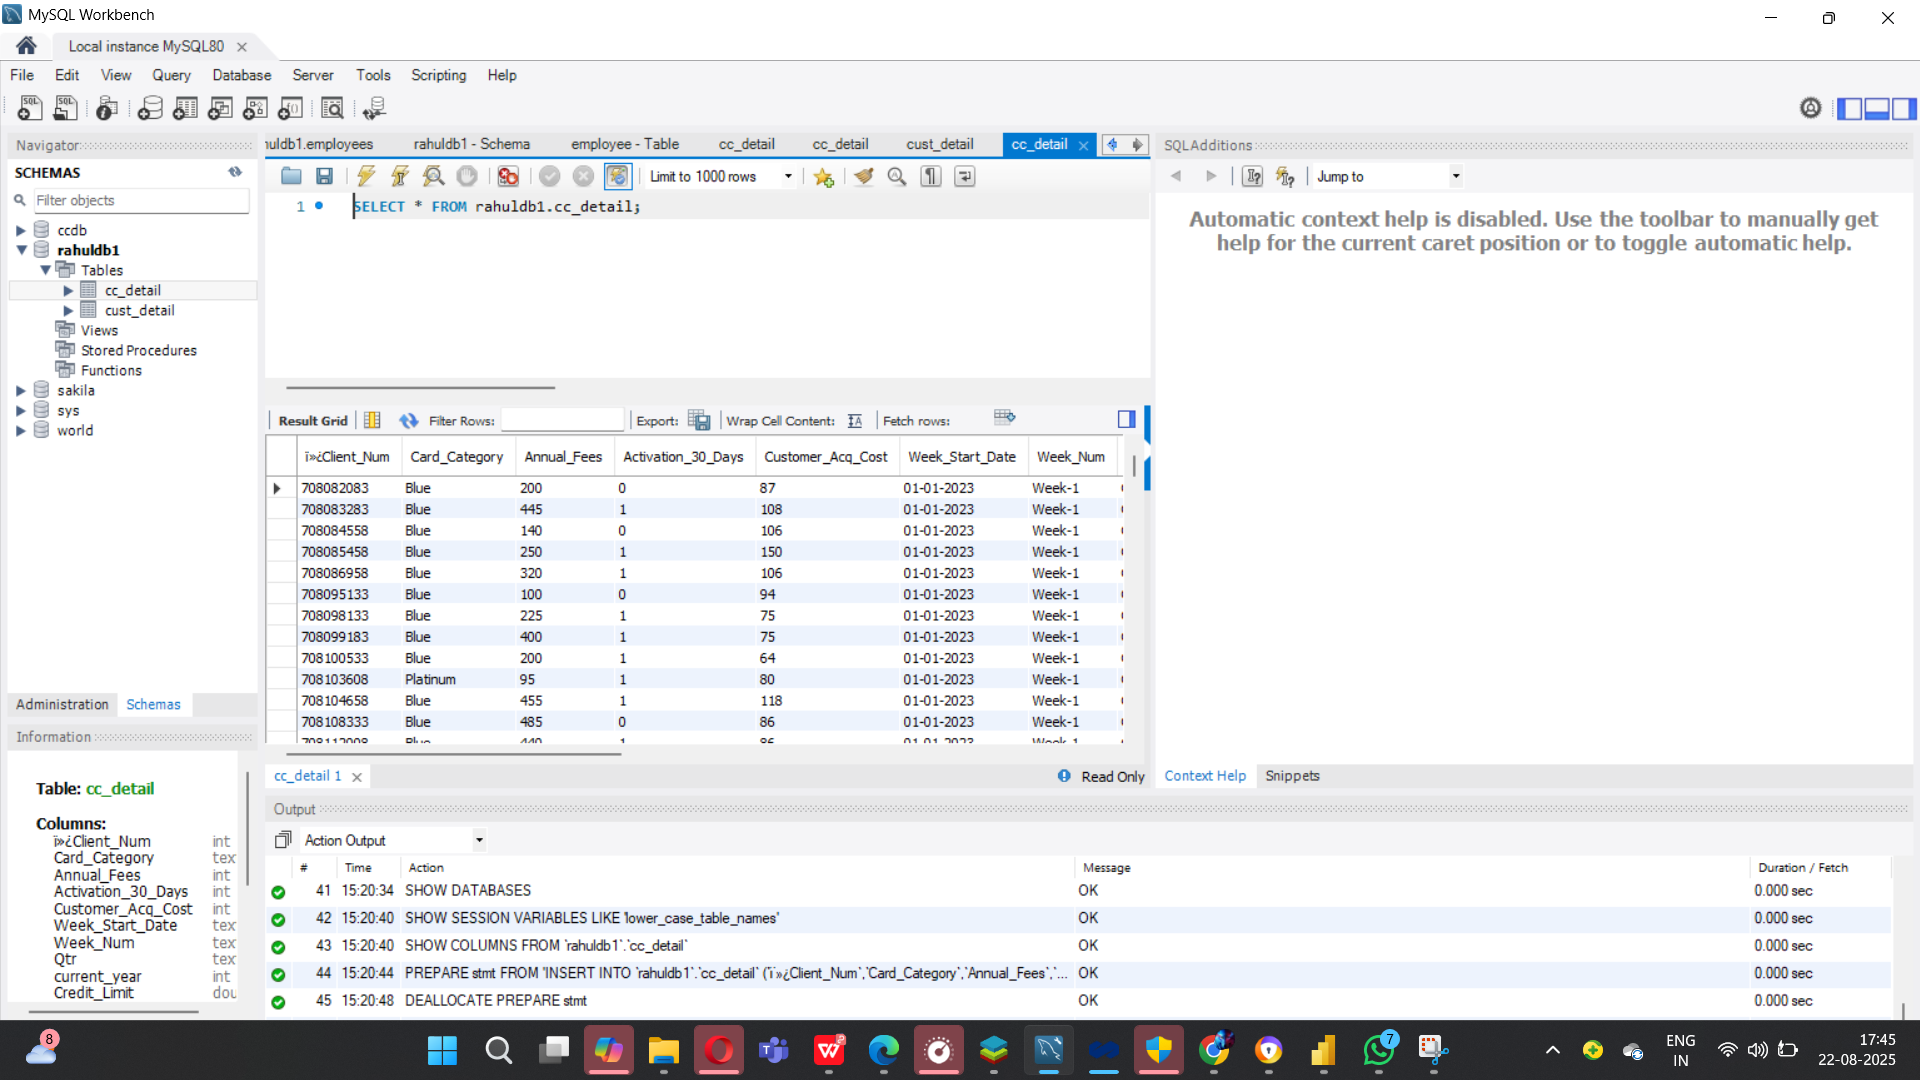 MySQL Workbench
Local instance MySQL80
File Edit View Query Database Server Tools Scripting Help
Navigator
SCHEMAS
Filter objects
ccdb
rahuldb1
Tables
cc_detail
cust_detail
Views
Stored Procedures
Functions
sakila
sys
world
Administration Schemas
Information
Table: cc_detail
Columns:
ï»¿Client_Num int
Card_Category tex
Annual_Fees int
Activation_30_Days int
Customer_Acq_Cost int
Week_Start_Date tex
Week_Num tex
Qtr tex
current_year int
Credit_Limit dou
uldb1.employees rahuldb1 - Schema employee - Table cc_detail cc_detail cust_detail cc_detail
Limit to 1000 rows
1 SELECT * FROM rahuldb1.cc_detail;
Result Grid Filter Rows: Export: Wrap Cell Content: Fetch rows:
ï»¿Client_Num Card_Category Annual_Fees Activation_30_Days Customer_Acq_Cost Week_Start_Date Week_Num
708082083 Blue 200 0 87 01-01-2023 Week-1
708083283 Blue 445 1 108 01-01-2023 Week-1
708084558 Blue 140 0 106 01-01-2023 Week-1
708085458 Blue 250 1 150 01-01-2023 Week-1
708086958 Blue 320 1 106 01-01-2023 Week-1
708095133 Blue 100 0 94 01-01-2023 Week-1
708098133 Blue 225 1 75 01-01-2023 Week-1
708099183 Blue 400 1 75 01-01-2023 Week-1
708100533 Blue 200 1 64 01-01-2023 Week-1
708103608 Platinum 95 1 80 01-01-2023 Week-1
708104658 Blue 455 1 118 01-01-2023 Week-1
708108333 Blue 485 0 86 01-01-2023 Week-1
cc_detail 1
Read Only
SQLAdditions
Jump to
Automatic context help is disabled. Use the toolbar to manually get
help for the current caret position or to toggle automatic help.
Context Help Snippets
Output
Action Output
# Time Action Message Duration / Fetch
41 15:20:34 SHOW DATABASES OK 0.000 sec
42 15:20:40 SHOW SESSION VARIABLES LIKE 'lower_case_table_names' OK 0.000 sec
43 15:20:40 SHOW COLUMNS FROM `rahuldb1`.`cc_detail` OK 0.000 sec
44 15:20:44 PREPARE stmt FROM 'INSERT INTO `rahuldb1`.`cc_detail` (`ï»¿Client_Num`,`Card_Category`,`Annual_Fees`,`... OK 0.000 sec
45 15:20:48 DEALLOCATE PREPARE stmt OK 0.000 sec
8
7
ENG
IN
17:45
22-08-2025